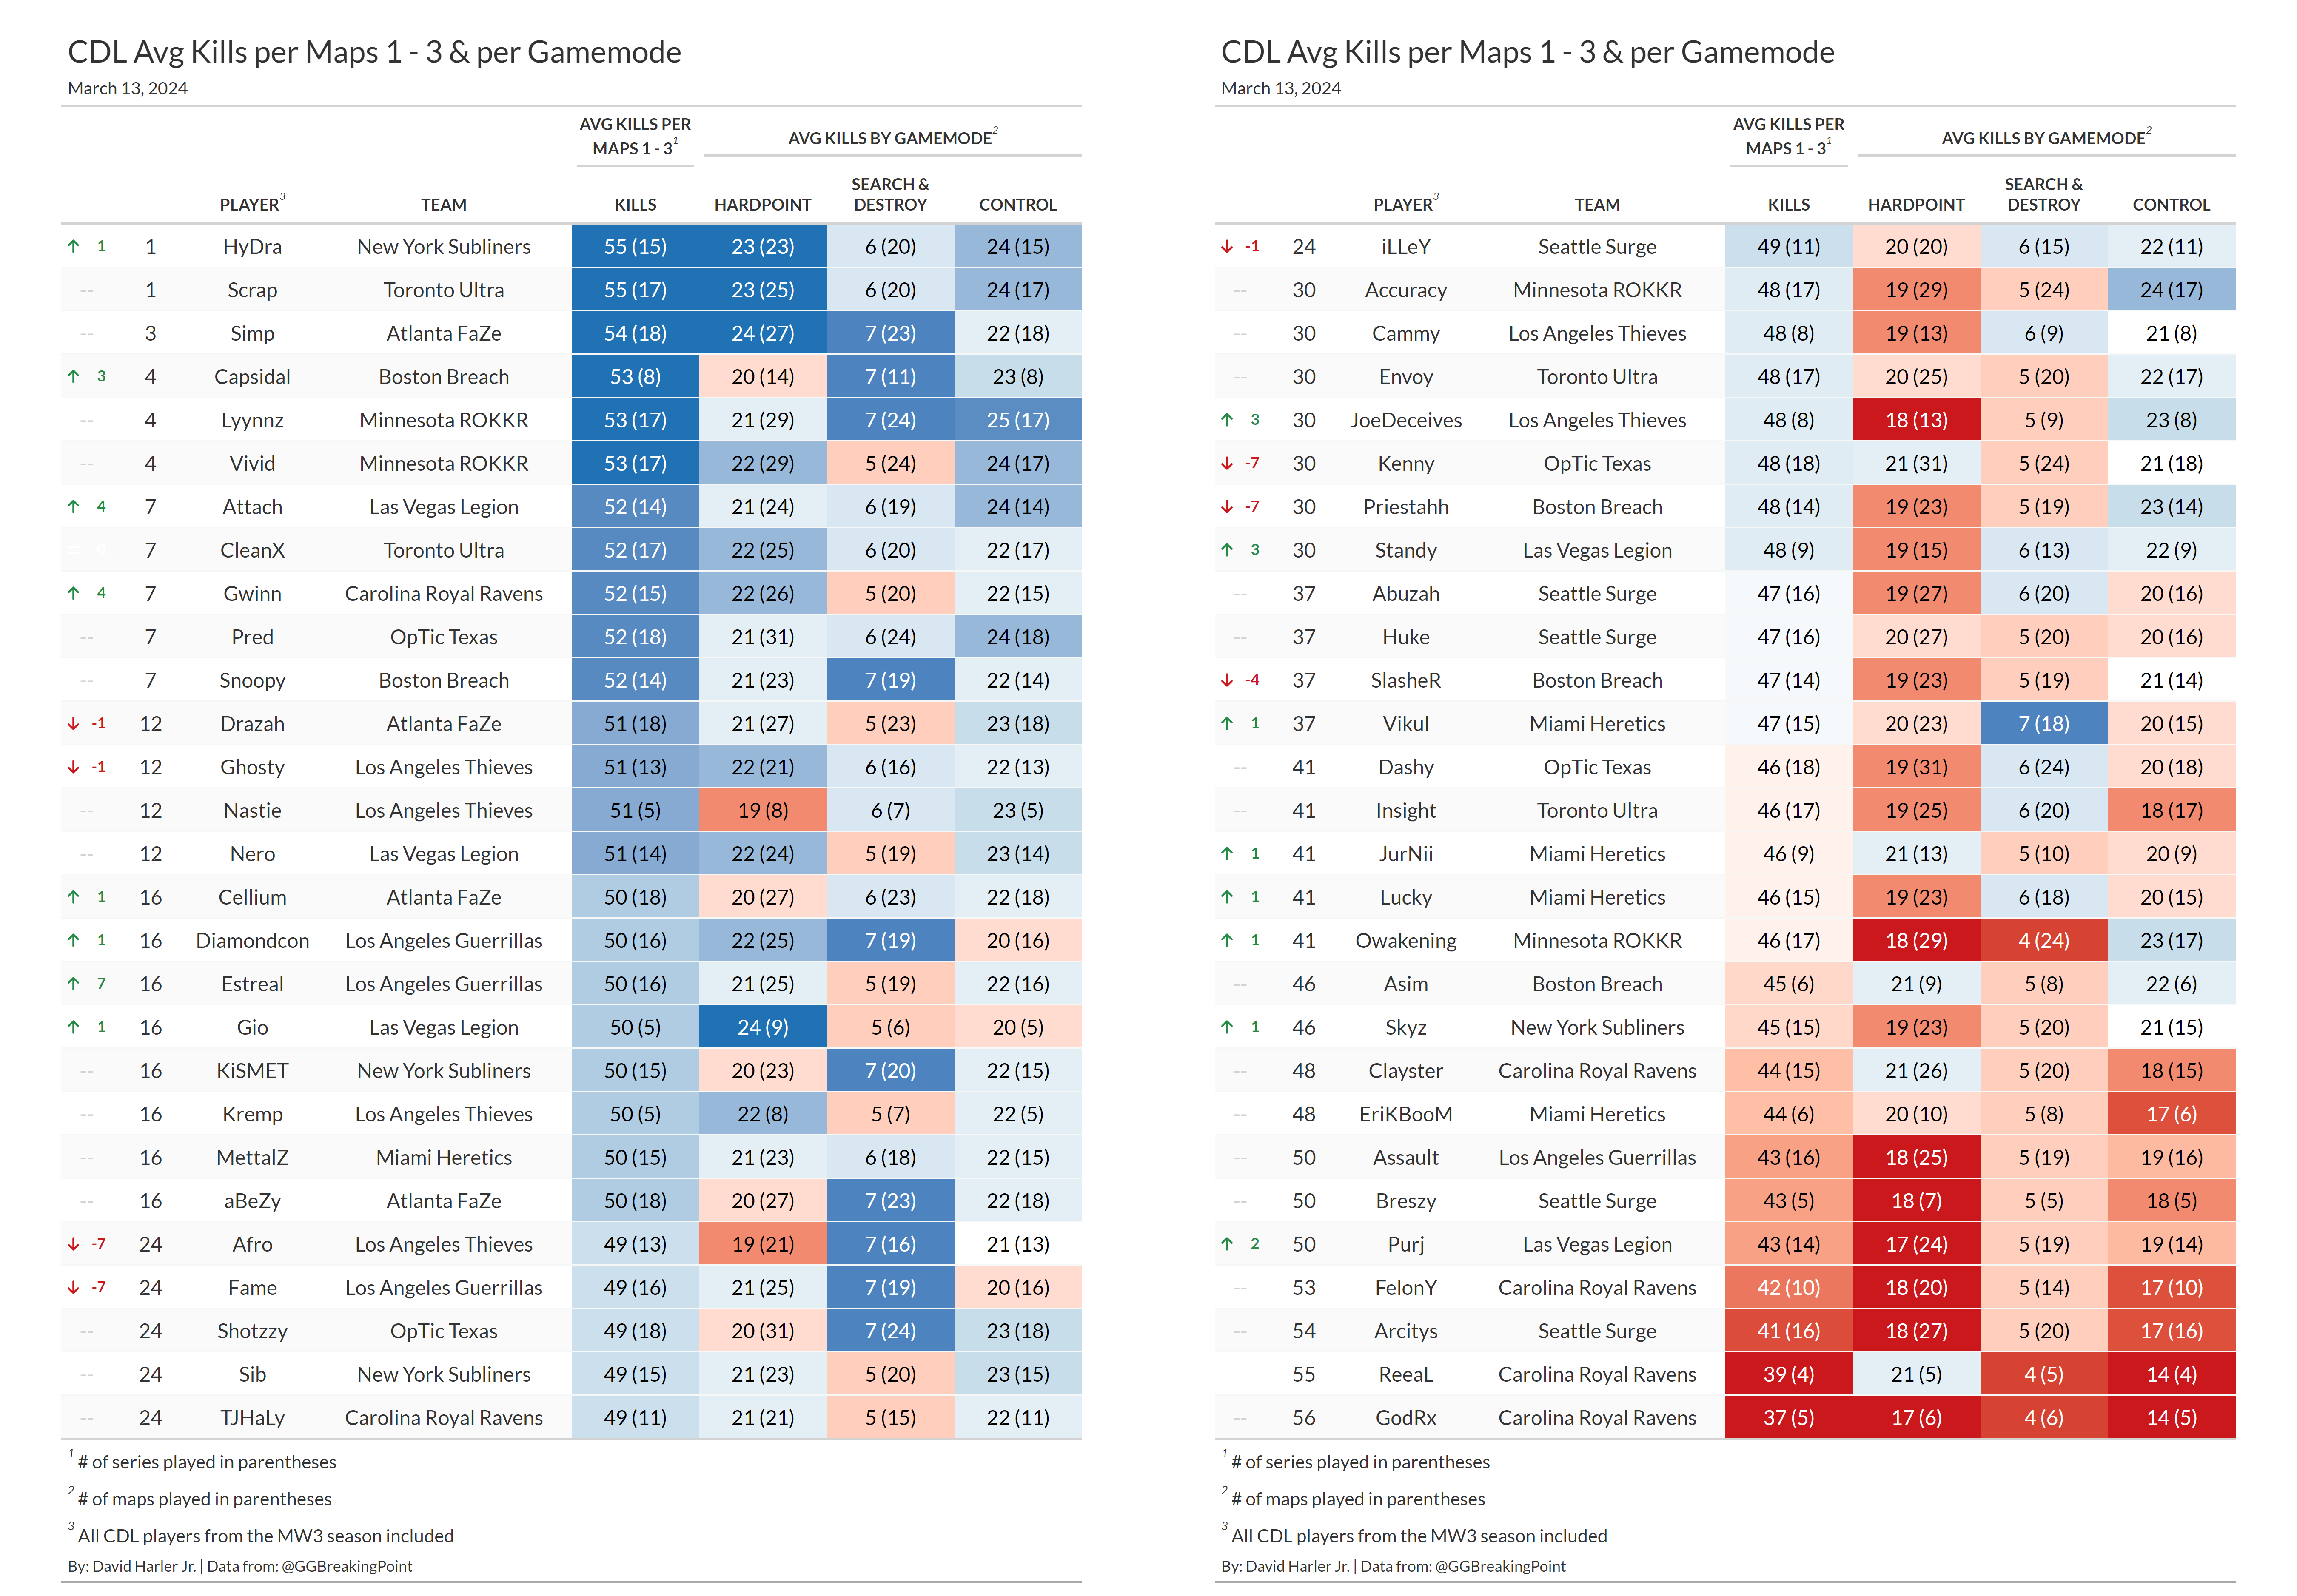 CDL Avg Kills per Maps 1 - 3 & per Gamemode
March 13, 2024
AVG KILLS PER MAPS 1 - 3¹ AVG KILLS BY GAMEMODE²
PLAYER³ TEAM KILLS HARDPOINT SEARCH & DESTROY CONTROL
↑ 1 1 HyDra New York Subliners 55 (15) 23 (23) 6 (20) 24 (15)
-- 1 Scrap Toronto Ultra 55 (17) 23 (25) 6 (20) 24 (17)
-- 3 Simp Atlanta FaZe 54 (18) 24 (27) 7 (23) 22 (18)
↑ 3 4 Capsidal Boston Breach 53 (8) 20 (14) 7 (11) 23 (8)
-- 4 Lyynnz Minnesota ROKKR 53 (17) 21 (29) 7 (24) 25 (17)
-- 4 Vivid Minnesota ROKKR 53 (17) 22 (29) 5 (24) 24 (17)
↑ 4 7 Attach Las Vegas Legion 52 (14) 21 (24) 6 (19) 24 (14)
= 0 7 CleanX Toronto Ultra 52 (17) 22 (25) 6 (20) 22 (17)
↑ 4 7 Gwinn Carolina Royal Ravens 52 (15) 22 (26) 5 (20) 22 (15)
-- 7 Pred OpTic Texas 52 (18) 21 (31) 6 (24) 24 (18)
-- 7 Snoopy Boston Breach 52 (14) 21 (23) 7 (19) 22 (14)
↓ -1 12 Drazah Atlanta FaZe 51 (18) 21 (27) 5 (23) 23 (18)
↓ -1 12 Ghosty Los Angeles Thieves 51 (13) 22 (21) 6 (16) 22 (13)
-- 12 Nastie Los Angeles Thieves 51 (5) 19 (8) 6 (7) 23 (5)
-- 12 Nero Las Vegas Legion 51 (14) 22 (24) 5 (19) 23 (14)
↑ 1 16 Cellium Atlanta FaZe 50 (18) 20 (27) 6 (23) 22 (18)
↑ 1 16 Diamondcon Los Angeles Guerrillas 50 (16) 22 (25) 7 (19) 20 (16)
↑ 7 16 Estreal Los Angeles Guerrillas 50 (16) 21 (25) 5 (19) 22 (16)
↑ 1 16 Gio Las Vegas Legion 50 (5) 24 (9) 5 (6) 20 (5)
-- 16 KiSMET New York Subliners 50 (15) 20 (23) 7 (20) 22 (15)
-- 16 Kremp Los Angeles Thieves 50 (5) 22 (8) 5 (7) 22 (5)
-- 16 MettalZ Miami Heretics 50 (15) 21 (23) 6 (18) 22 (15)
-- 16 aBeZy Atlanta FaZe 50 (18) 20 (27) 7 (23) 22 (18)
↓ -7 24 Afro Los Angeles Thieves 49 (13) 19 (21) 7 (16) 21 (13)
↓ -7 24 Fame Los Angeles Guerrillas 49 (16) 21 (25) 7 (19) 20 (16)
-- 24 Shotzzy OpTic Texas 49 (18) 20 (31) 7 (24) 23 (18)
-- 24 Sib New York Subliners 49 (15) 21 (23) 5 (20) 23 (15)
-- 24 TJHaLy Carolina Royal Ravens 49 (11) 21 (21) 5 (15) 22 (11)
¹ # of series played in parentheses
² # of maps played in parentheses
³ All CDL players from the MW3 season included
By: David Harler Jr. | Data from: @GGBreakingPoint
CDL Avg Kills per Maps 1 - 3 & per Gamemode
March 13, 2024
AVG KILLS PER MAPS 1 - 3¹ AVG KILLS BY GAMEMODE²
PLAYER³ TEAM KILLS HARDPOINT SEARCH & DESTROY CONTROL
↓ -1 24 iLLeY Seattle Surge 49 (11) 20 (20) 6 (15) 22 (11)
-- 30 Accuracy Minnesota ROKKR 48 (17) 19 (29) 5 (24) 24 (17)
-- 30 Cammy Los Angeles Thieves 48 (8) 19 (13) 6 (9) 21 (8)
-- 30 Envoy Toronto Ultra 48 (17) 20 (25) 5 (20) 22 (17)
↑ 3 30 JoeDeceives Los Angeles Thieves 48 (8) 18 (13) 5 (9) 23 (8)
↓ -7 30 Kenny OpTic Texas 48 (18) 21 (31) 5 (24) 21 (18)
↓ -7 30 Priestahh Boston Breach 48 (14) 19 (23) 5 (19) 23 (14)
↑ 3 30 Standy Las Vegas Legion 48 (9) 19 (15) 6 (13) 22 (9)
-- 37 Abuzah Seattle Surge 47 (16) 19 (27) 6 (20) 20 (16)
-- 37 Huke Seattle Surge 47 (16) 20 (27) 5 (20) 20 (16)
↓ -4 37 SlasheR Boston Breach 47 (14) 19 (23) 5 (19) 21 (14)
↑ 1 37 Vikul Miami Heretics 47 (15) 20 (23) 7 (18) 20 (15)
-- 41 Dashy OpTic Texas 46 (18) 19 (31) 6 (24) 20 (18)
-- 41 Insight Toronto Ultra 46 (17) 19 (25) 6 (20) 18 (17)
↑ 1 41 JurNii Miami Heretics 46 (9) 21 (13) 5 (10) 20 (9)
↑ 1 41 Lucky Miami Heretics 46 (15) 19 (23) 6 (18) 20 (15)
↑ 1 41 Owakening Minnesota ROKKR 46 (17) 18 (29) 4 (24) 23 (17)
-- 46 Asim Boston Breach 45 (6) 21 (9) 5 (8) 22 (6)
↑ 1 46 Skyz New York Subliners 45 (15) 19 (23) 5 (20) 21 (15)
-- 48 Clayster Carolina Royal Ravens 44 (15) 21 (26) 5 (20) 18 (15)
-- 48 EriKBooM Miami Heretics 44 (6) 20 (10) 5 (8) 17 (6)
-- 50 Assault Los Angeles Guerrillas 43 (16) 18 (25) 5 (19) 19 (16)
-- 50 Breszy Seattle Surge 43 (5) 18 (7) 5 (5) 18 (5)
↑ 2 50 Purj Las Vegas Legion 43 (14) 17 (24) 5 (19) 19 (14)
-- 53 FelonY Carolina Royal Ravens 42 (10) 18 (20) 5 (14) 17 (10)
-- 54 Arcitys Seattle Surge 41 (16) 18 (27) 5 (20) 17 (16)
55 ReeaL Carolina Royal Ravens 39 (4) 21 (5) 4 (5) 14 (4)
-- 56 GodRx Carolina Royal Ravens 37 (5) 17 (6) 4 (6) 14 (5)
¹ # of series played in parentheses
² # of maps played in parentheses
³ All CDL players from the MW3 season included
By: David Harler Jr. | Data from: @GGBreakingPoint